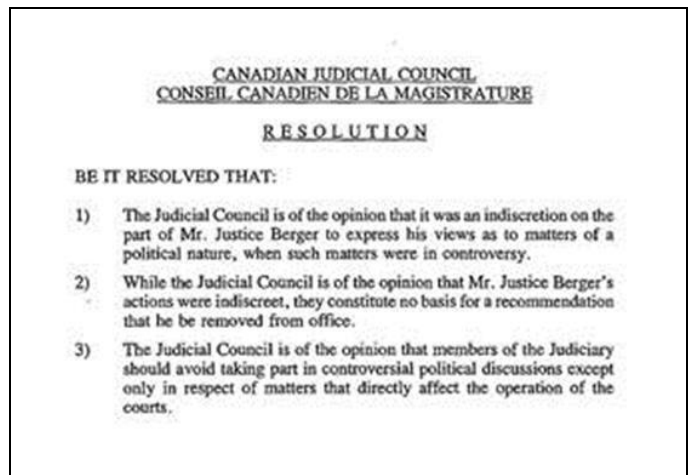 CANADIAN JUDICIAL COUNCIL
CONSEIL CANADIEN DE LA MAGISTRATURE
RESOLUTION
BE IT RESOLVED THAT:
1) The Judicial Council is of the opinion that it was an indiscretion on the
part of Mr. Justice Berger to express his views as to matters of a
political nature, when such matters were in controversy.
2) While the Judicial Council is of the opinion that Mr. Justice Berger's
actions were indiscreet, they constitute no basis for a recommendation
that he be removed from office.
3) The Judicial Council is of the opinion that members of the Judiciary
should avoid taking part in controversial political discussions except
only in respect of matters that directly affect the operation of the
courts.